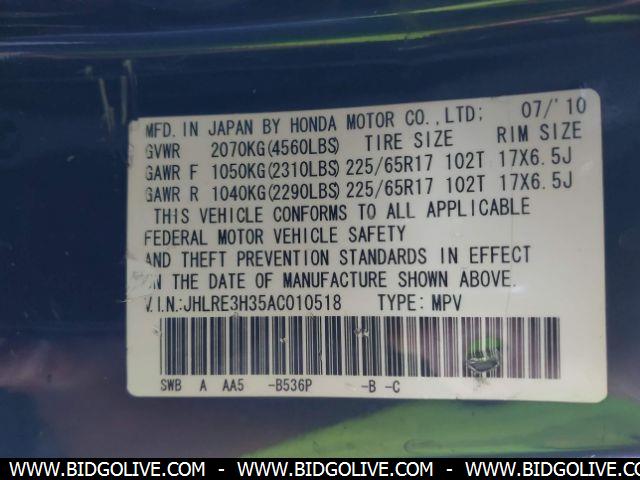 MFD. IN JAPAN BY HONDA MOTOR CO., LTD; 07/'10
GVWR 2070KG(4560LBS) TIRE SIZE RIM SIZE
GAWR F 1050KG(2310LBS) 225/65R17 102T 17X6.5J
GAWR R 1040KG(2290LBS) 225/65R17 102T 17X6.5J
THIS VEHICLE CONFORMS TO ALL APPLICABLE
FEDERAL MOTOR VEHICLE SAFETY
AND THEFT PREVENTION STANDARDS IN EFFECT
ON THE DATE OF MANUFACTURE SHOWN ABOVE.
V.I.N.:JHLRE3H35AC010518 TYPE: MPV
SWB A AA5 -B536P -B -C
WWW.BIDGOLIVE.COM - WWW.BIDGOLIVE.COM - WWW.BIDGOLIVE.COM